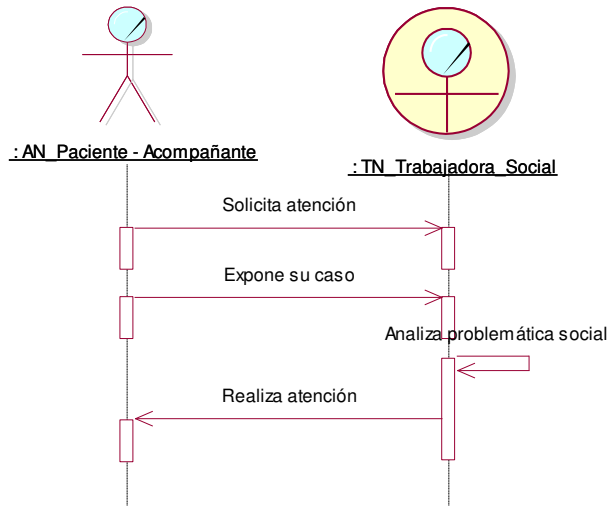 : AN_Paciente - Acompañante
: TN_Trabajadora_Social
Solicita atención
Expone su caso
Analiza problemática social
Realiza atención